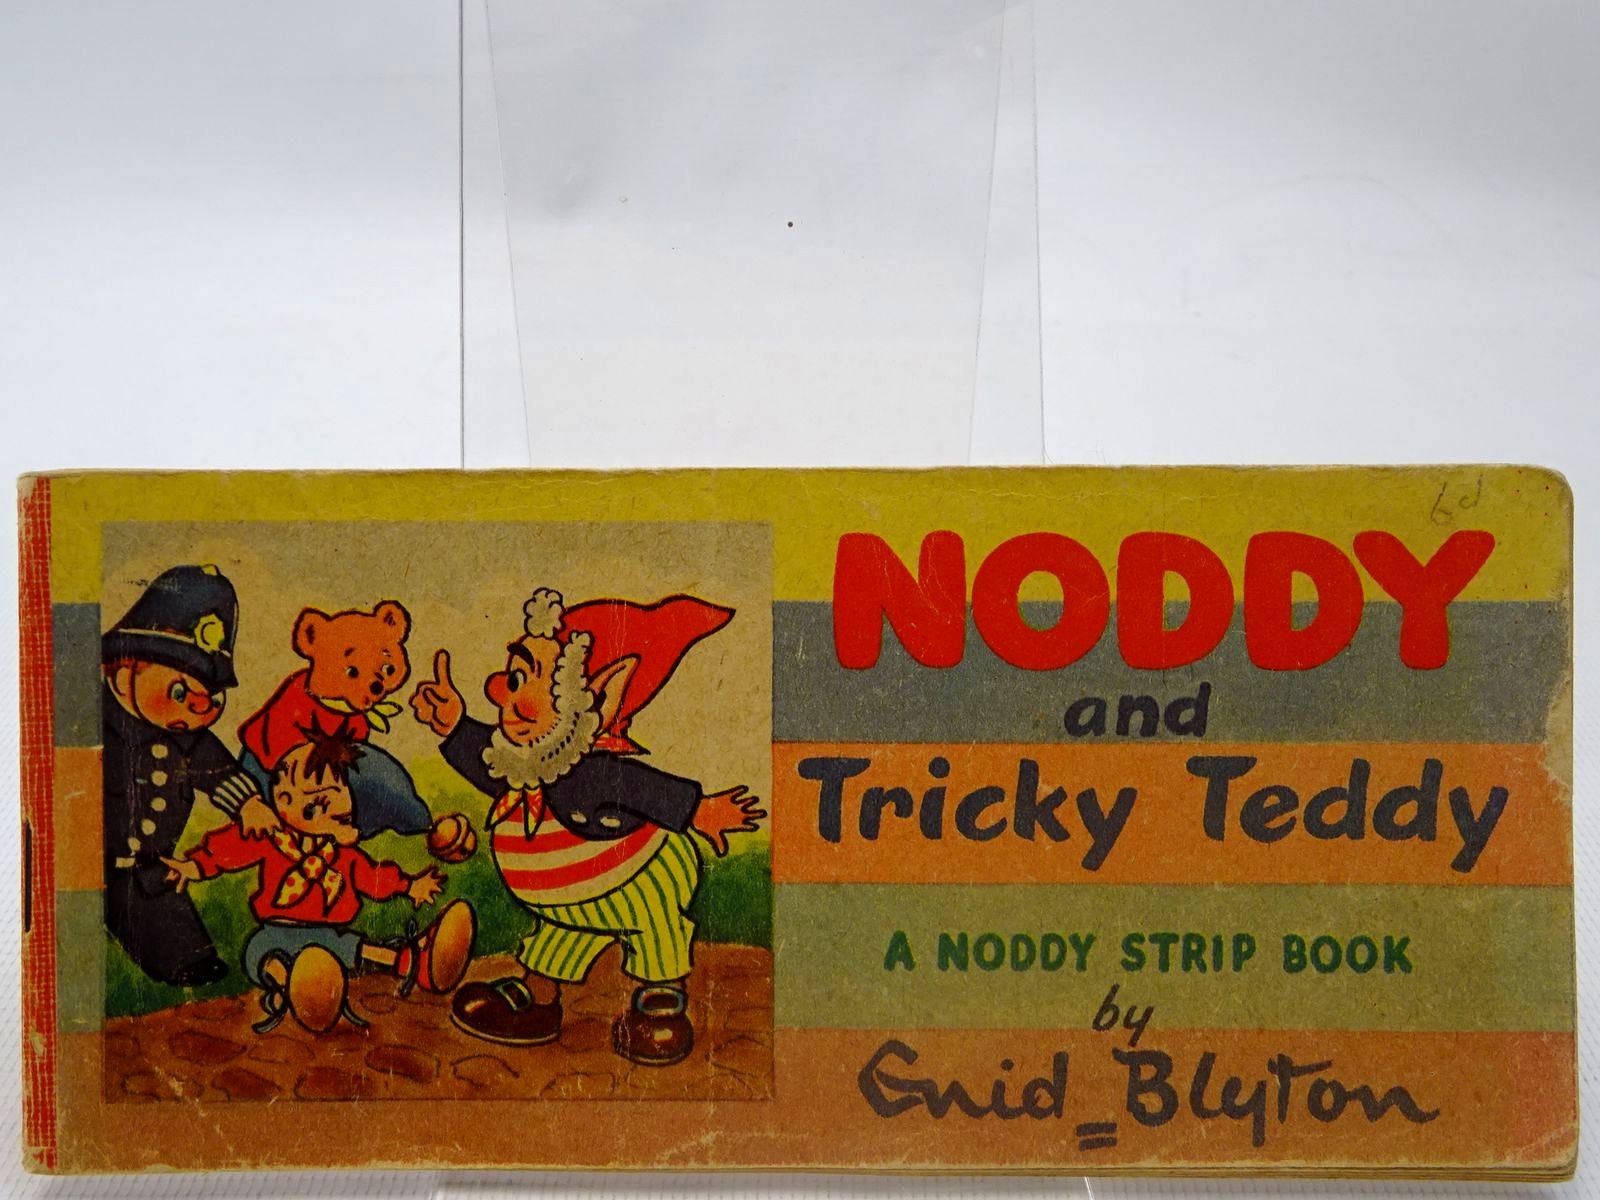 6d
NODDY
and
Tricky Teddy
A NODDY STRIP BOOK
by
Enid Blyton